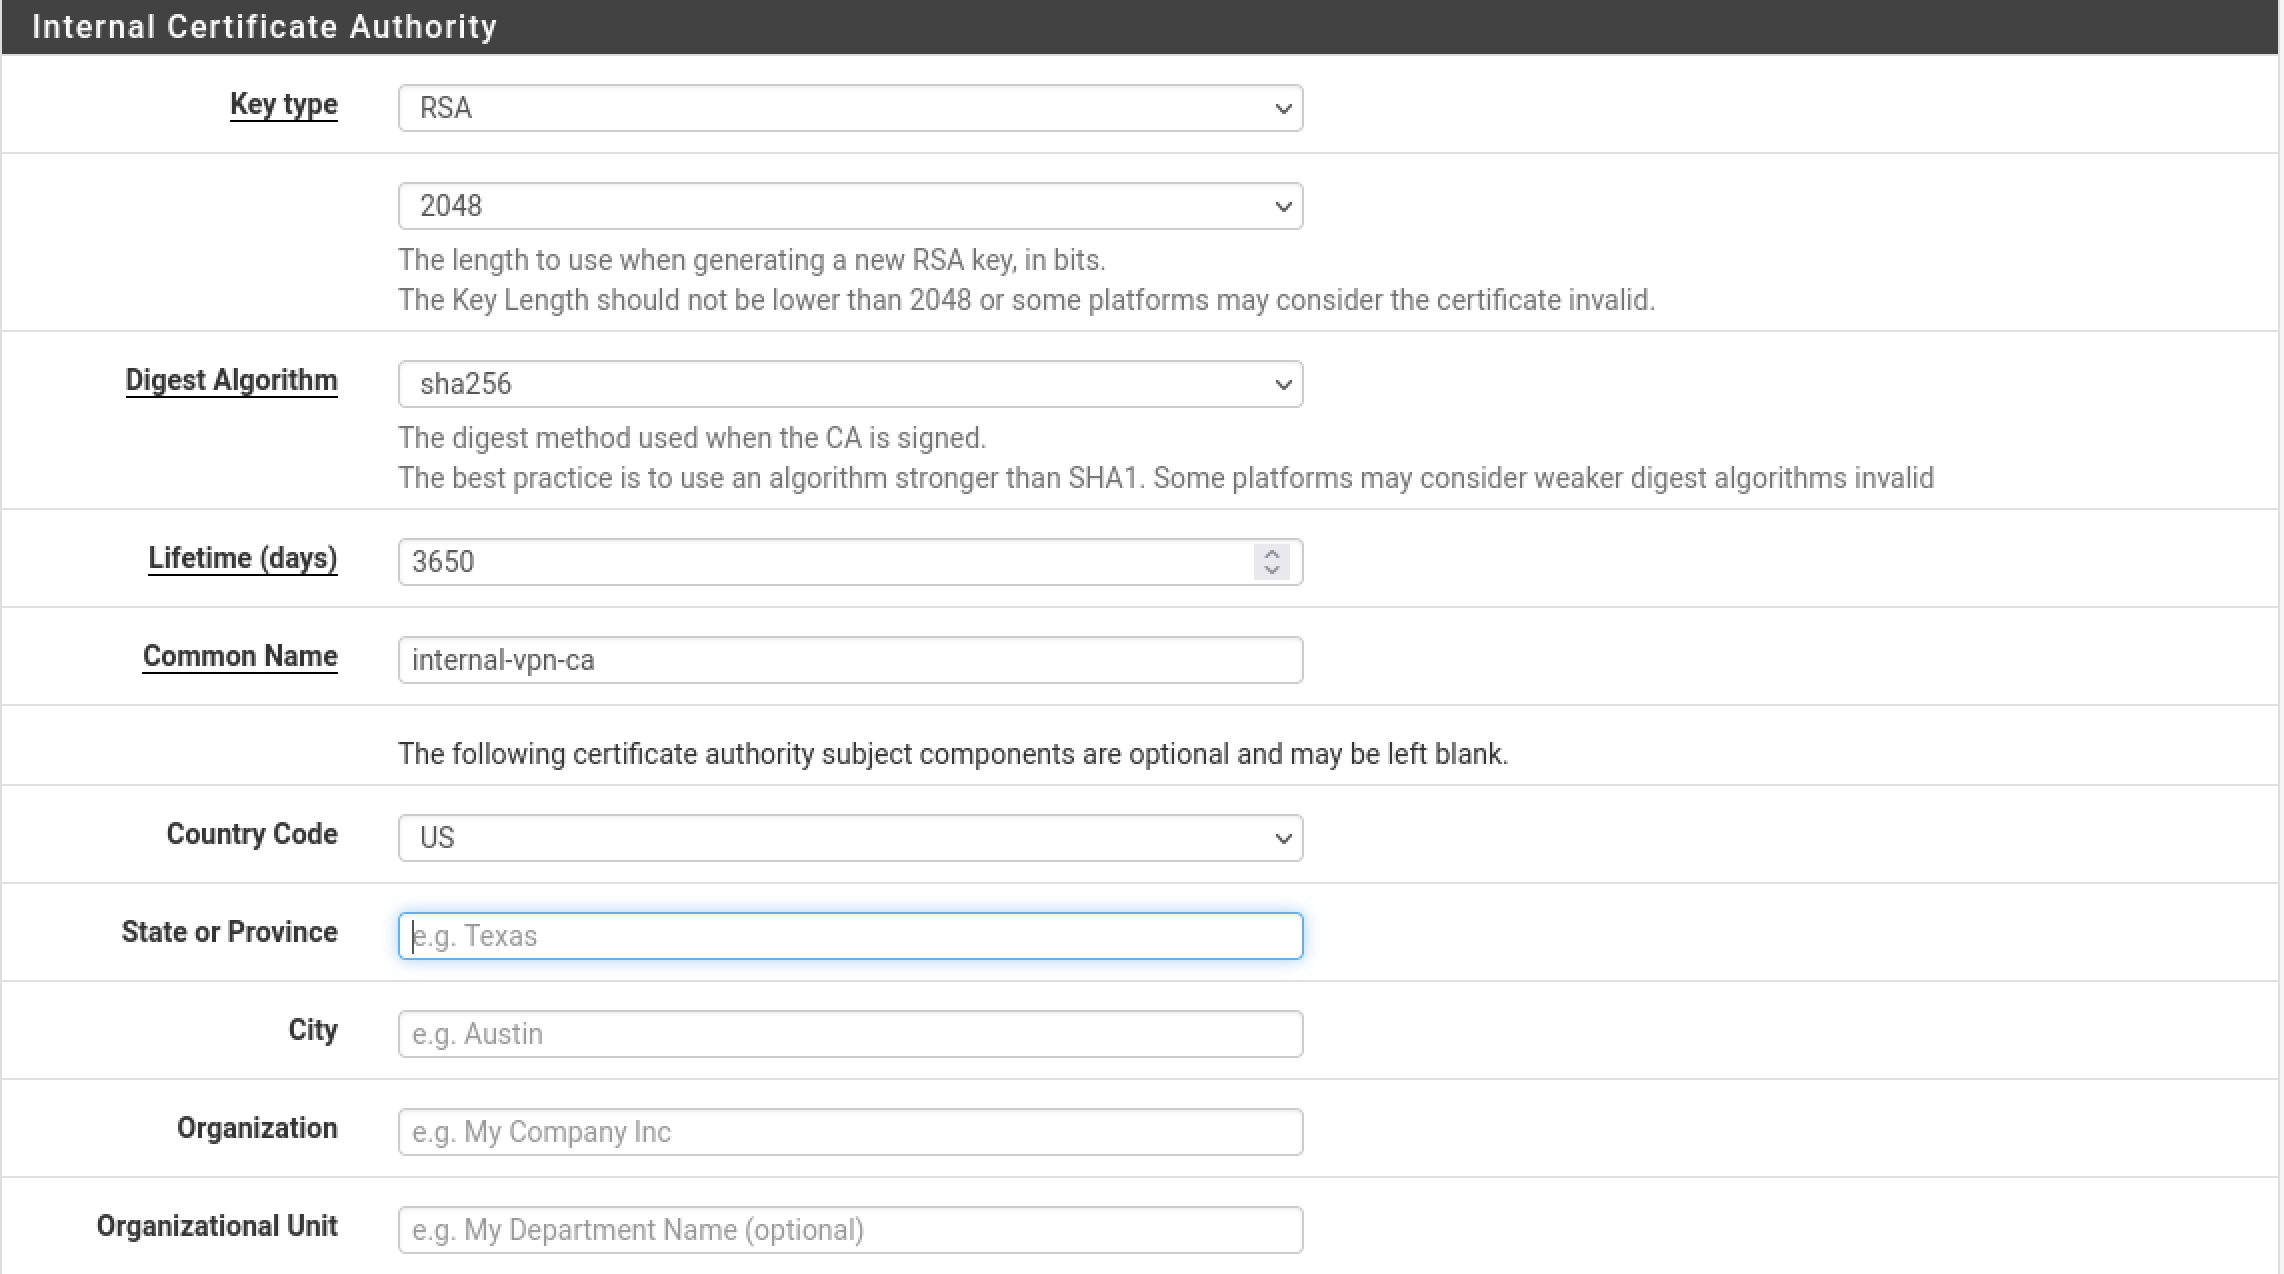 Internal Certificate Authority
Key type
RSA
2048
The length to use when generating a new RSA key, in bits.
The Key Length should not be lower than 2048 or some platforms may consider the certificate invalid.
Digest Algorithm
sha256
The digest method used when the CA is signed.
The best practice is to use an algorithm stronger than SHA1. Some platforms may consider weaker digest algorithms invalid
Lifetime (days)
3650
Common Name
internal-vpn-ca
The following certificate authority subject components are optional and may be left blank.
Country Code
US
State or Province
e.g. Texas
City
e.g. Austin
Organization
e.g. My Company Inc
Organizational Unit
e.g. My Department Name (optional)